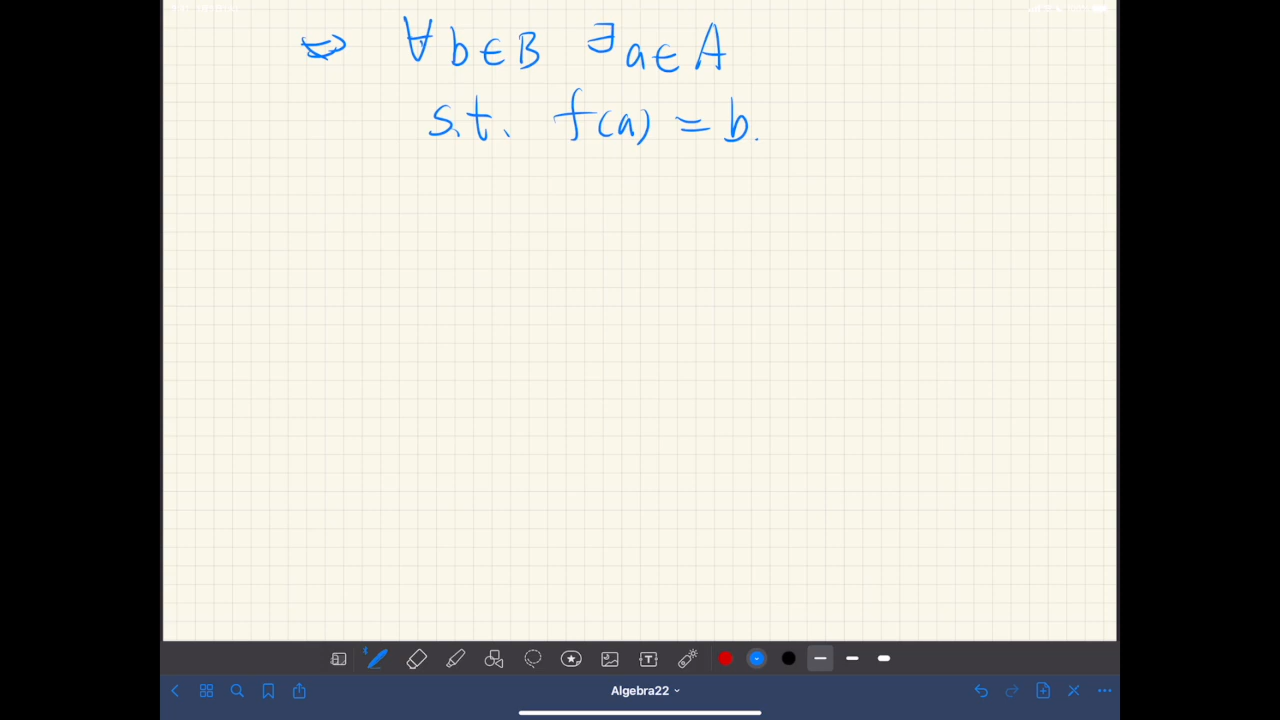 ⇔ ∀b∈B ∃a∈A
s.t. f(a) = b.
Algebra22